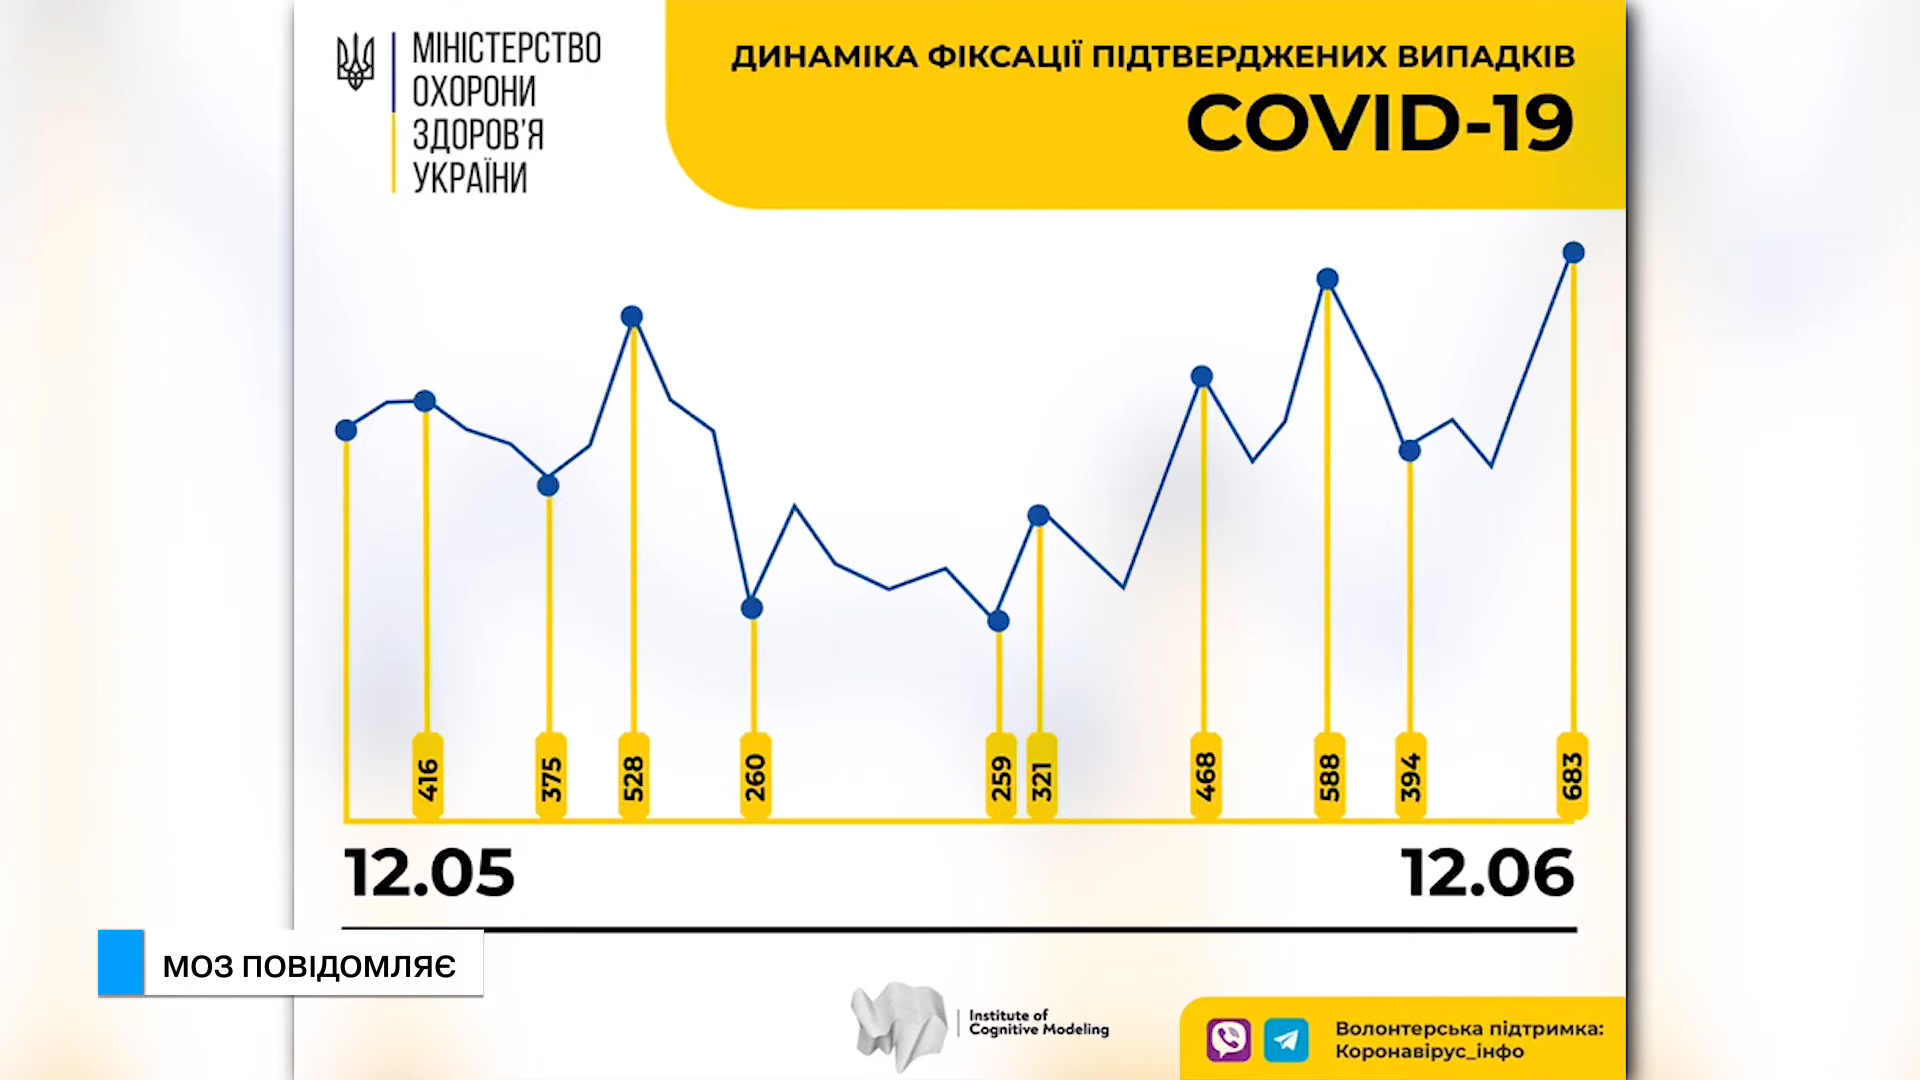 МІНІСТЕРСТВО
ОХОРОНИ
ЗДОРОВ'Я
УКРАЇНИ
ДИНАМІКА ФІКСАЦІЇ ПІДТВЕРДЖЕНИХ ВИПАДКІВ
COVID-19
416
375
528
260
259
321
468
588
394
683
12.05
12.06
МОЗ ПОВІДОМЛЯЄ
Institute of
Cognitive Modeling
Волонтерська підтримка:
Коронавірус_інфо